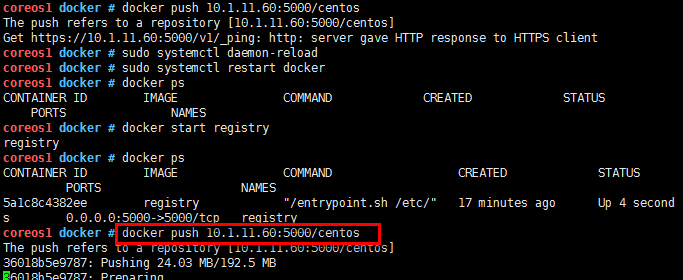 coreos1 docker # docker push 10.1.11.60:5000/centos
The push refers to a repository [10.1.11.60:5000/centos]
Get https://10.1.11.60:5000/v1/_ping: http: server gave HTTP response to HTTPS client
coreos1 docker # sudo systemctl daemon-reload
coreos1 docker # sudo systemctl restart docker
coreos1 docker # docker ps
CONTAINER ID IMAGE COMMAND CREATED STATUS
PORTS NAMES
coreos1 docker # docker start registry
registry
coreos1 docker # docker ps
CONTAINER ID IMAGE COMMAND CREATED STATUS
PORTS NAMES
5a1c8c4382ee registry "/entrypoint.sh /etc/" 17 minutes ago Up 4 second
s 0.0.0.0:5000->5000/tcp registry
coreos1 docker # docker push 10.1.11.60:5000/centos
The push refers to a repository [10.1.11.60:5000/centos]
36018b5e9787: Pushing 24.03 MB/192.5 MB
36018b5e9787: Preparing